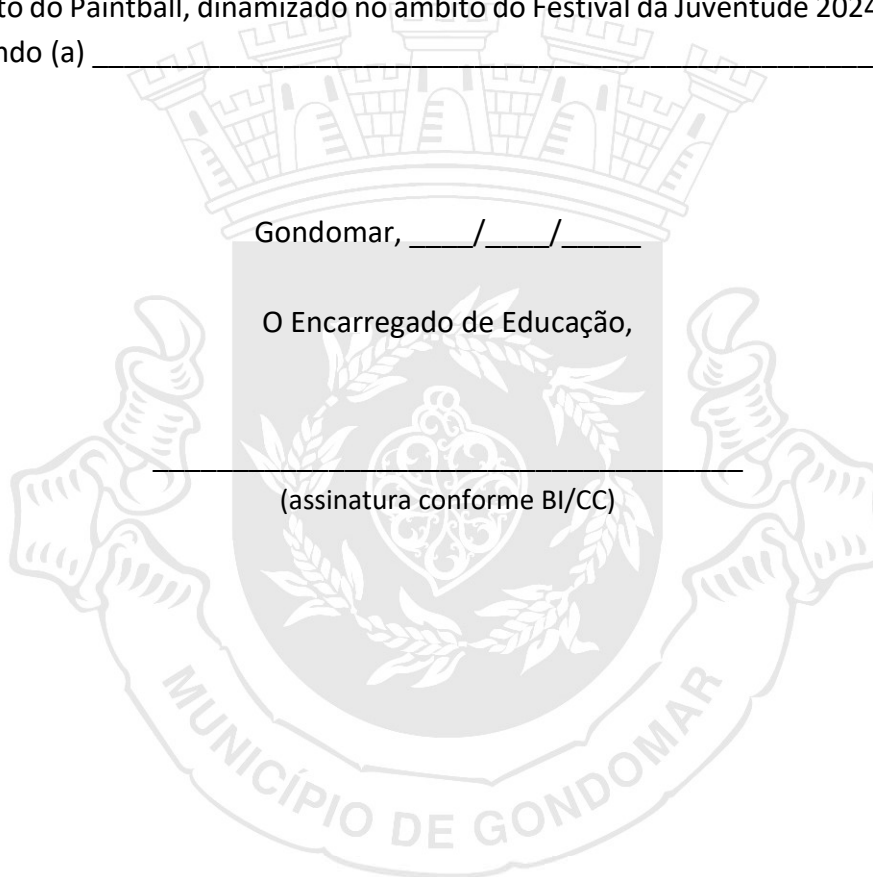 to do Paintball, dinamizado no âmbito do Festival da Juventude 2024
ndo (a) _______________________________________________
Gondomar, ____/____/_____
O Encarregado de Educação,
_____________________________________
(assinatura conforme BI/CC)
MUNICÍPIO DE GONDOMAR